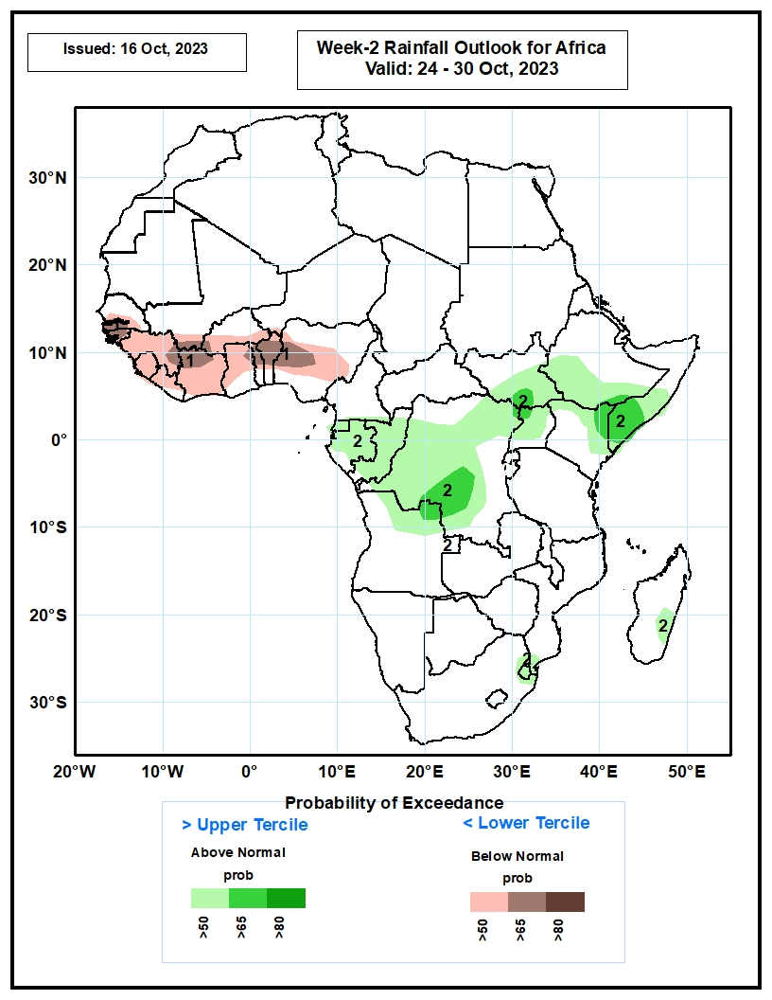 Issued: 16 Oct, 2023
Week-2 Rainfall Outlook for Africa
Valid: 24 - 30 Oct, 2023
30°N
20°N
10°N
0°
10°S
20°S
30°S
1
1
2
2
2
2
2
2
2
20°W 10°W 0° 10°E 20°E 30°E 40°E 50°E
Probability of Exceedance
> Upper Tercile
< Lower Tercile
Above Normal
Below Normal
prob
prob
>50 >65 >80
>50 >65 >80